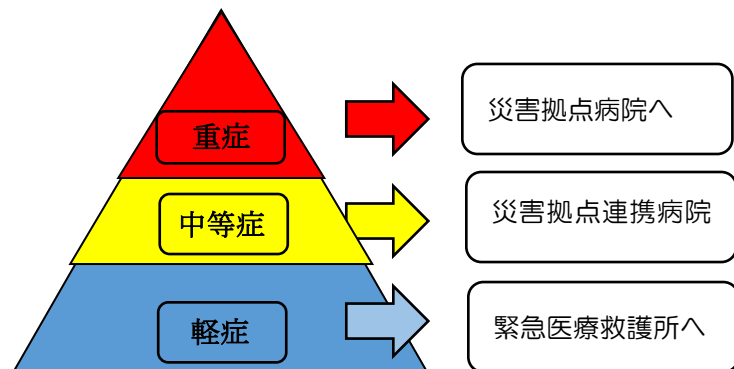 重症
災害拠点病院へ
中等症
災害拠点連携病院
軽症
緊急医療救護所へ